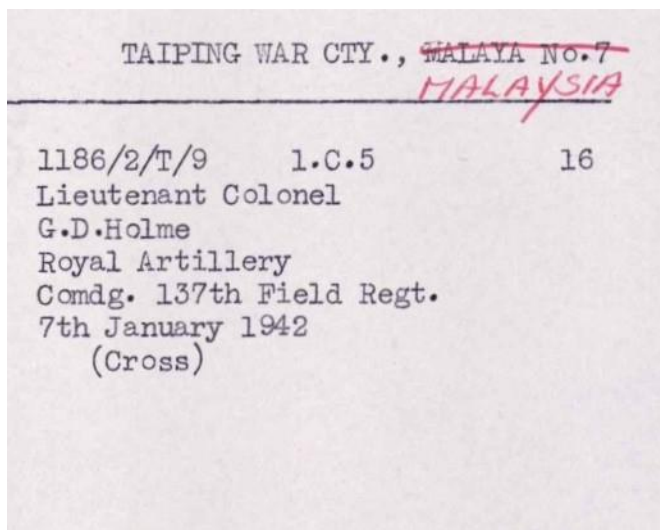 TAIPING WAR CTY., MALAYA No.7
MALAYSIA
1186/2/T/9 1.C.5 16
Lieutenant Colonel
G.D.Holme
Royal Artillery
Comdg. 137th Field Regt.
7th January 1942
(Cross)